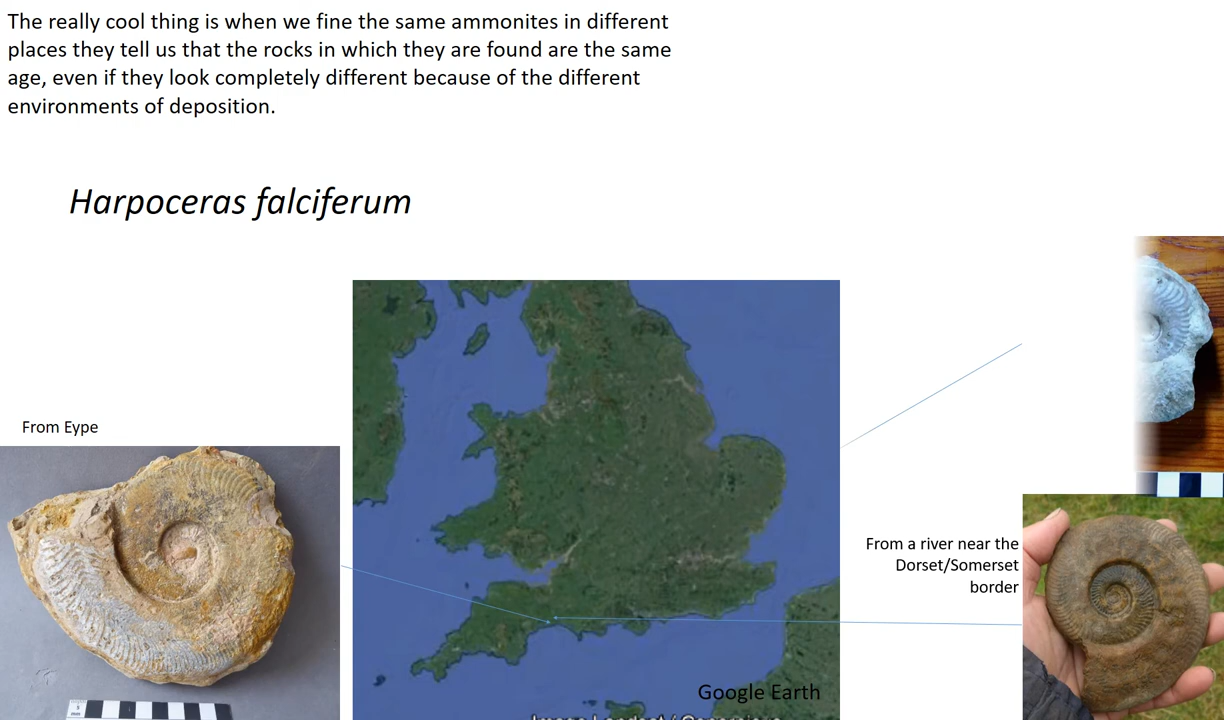 The really cool thing is when we fine the same ammonites in different
places they tell us that the rocks in which they are found are the same
age, even if they look completely different because of the different
environments of deposition.
Harpoceras falciferum
From Eype
From a river near the
Dorset/Somerset
border
Google Earth